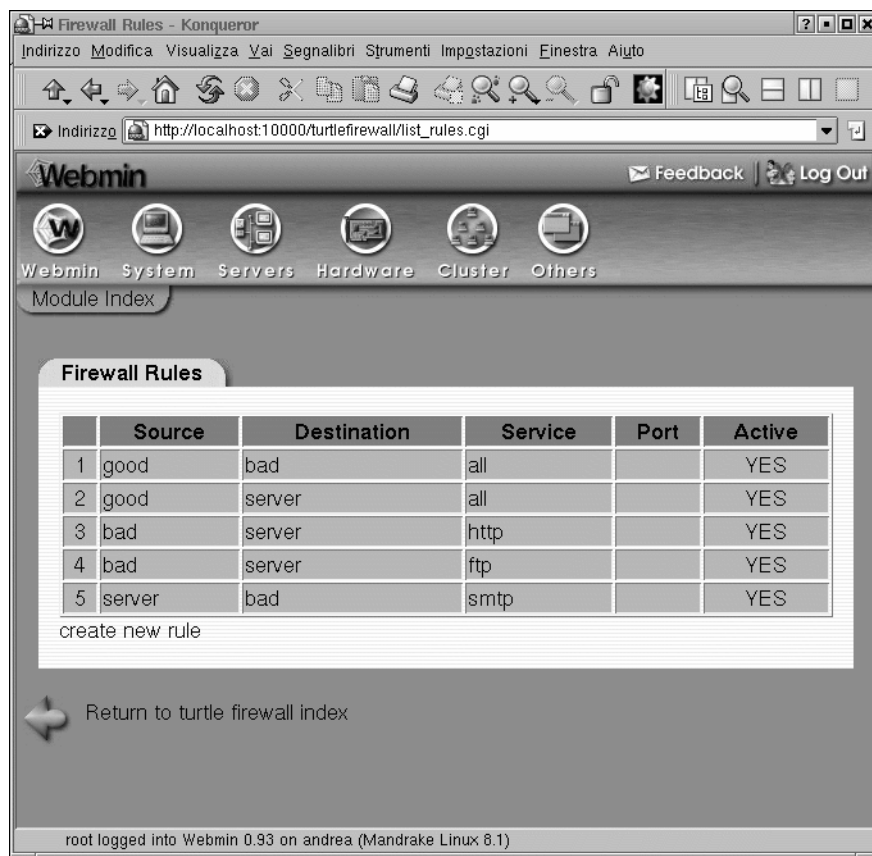 Firewall Rules - Konqueror
Indirizzo Modifica Visualizza Vai Segnalibri Strumenti Impostazioni Finestra Aiuto
Indirizzo http://localhost:10000/turtlefirewall/list_rules.cgi
Webmin Feedback Log Out
Webmin System Servers Hardware Cluster Others
Module Index
Firewall Rules
Source Destination Service Port Active
1 good bad all YES
2 good server all YES
3 bad server http YES
4 bad server ftp YES
5 server bad smtp YES
create new rule
Return to turtle firewall index
root logged into Webmin 0.93 on andrea (Mandrake Linux 8.1)